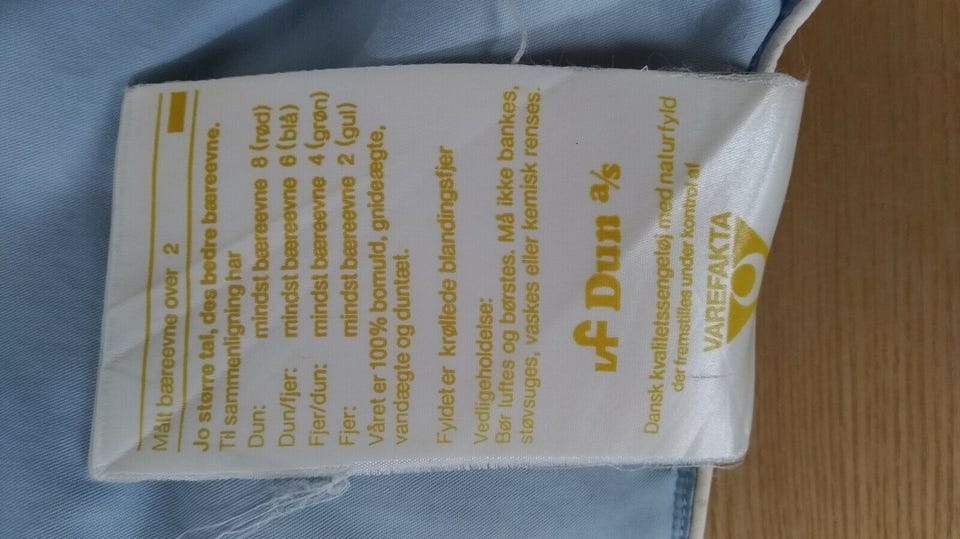 Målt bæreevne over 2
Jo større tal, des bedre bæreevne.
Til sammenligning har
Dun: mindst bæreevne 8 (rød)
Dun/fjer: mindst bæreevne 6 (blå)
Fjer/dun: mindst bæreevne 4 (grøn)
Fjer: mindst bæreevne 2 (gul)
Våret er 100% bomuld, gnideægte,
vandægte og duntæt.
Fyldet er krøllede blandingsfjer
Vedligeholdelse:
Bør luftes og børstes. Må ikke bankes,
støvsuges, vaskes eller kemisk renses.
vf Dun a/s
Dansk kvalitetssengetøj med naturfyld
der fremstilles under kontrol af
VAREFAKTA